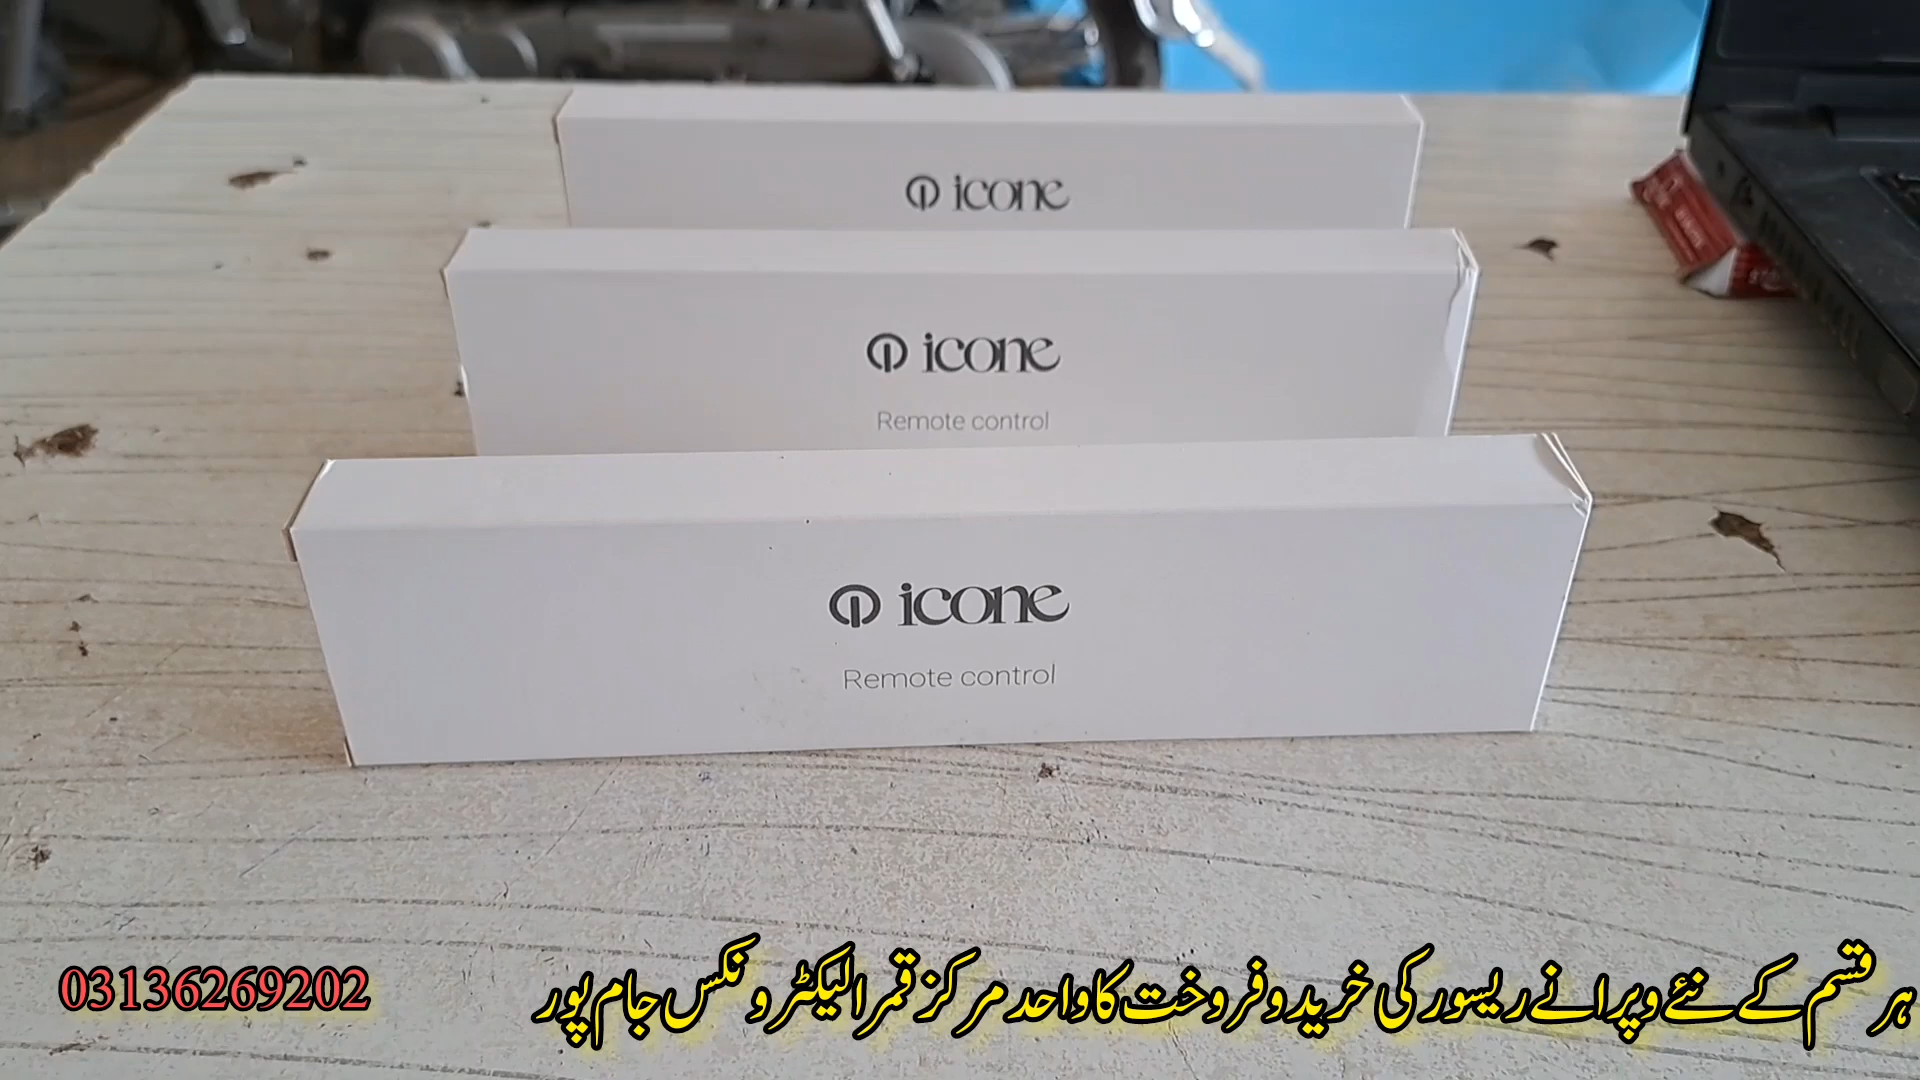 icone
icone
Remote control
icone
Remote control
03136269202
ہر قسم کے نئے و پرانے ریسور کی خرید و فروخت کا واحد مرکز قمر الیکٹرونکس جام پور